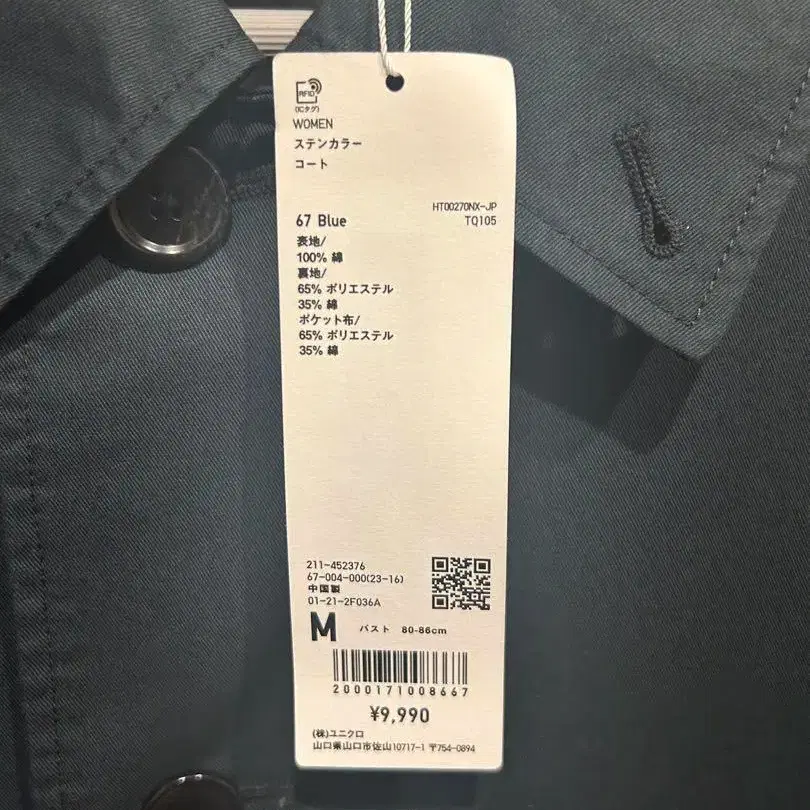 RFID
(ICタグ)
WOMEN
ステンカラー
コート
HT00270NX-JP
67 Blue TQ105
表地/
100% 綿
裏地/
65% ポリエステル
35% 綿
ポケット布/
65% ポリエステル
35% 綿
211-452376
67-004-000(23-16)
中国製
01-21-2F036A
M バスト 80-86cm
2000171008667
¥9,990
(株)ユニクロ
山口県山口市佐山10717-1 〒754-0894